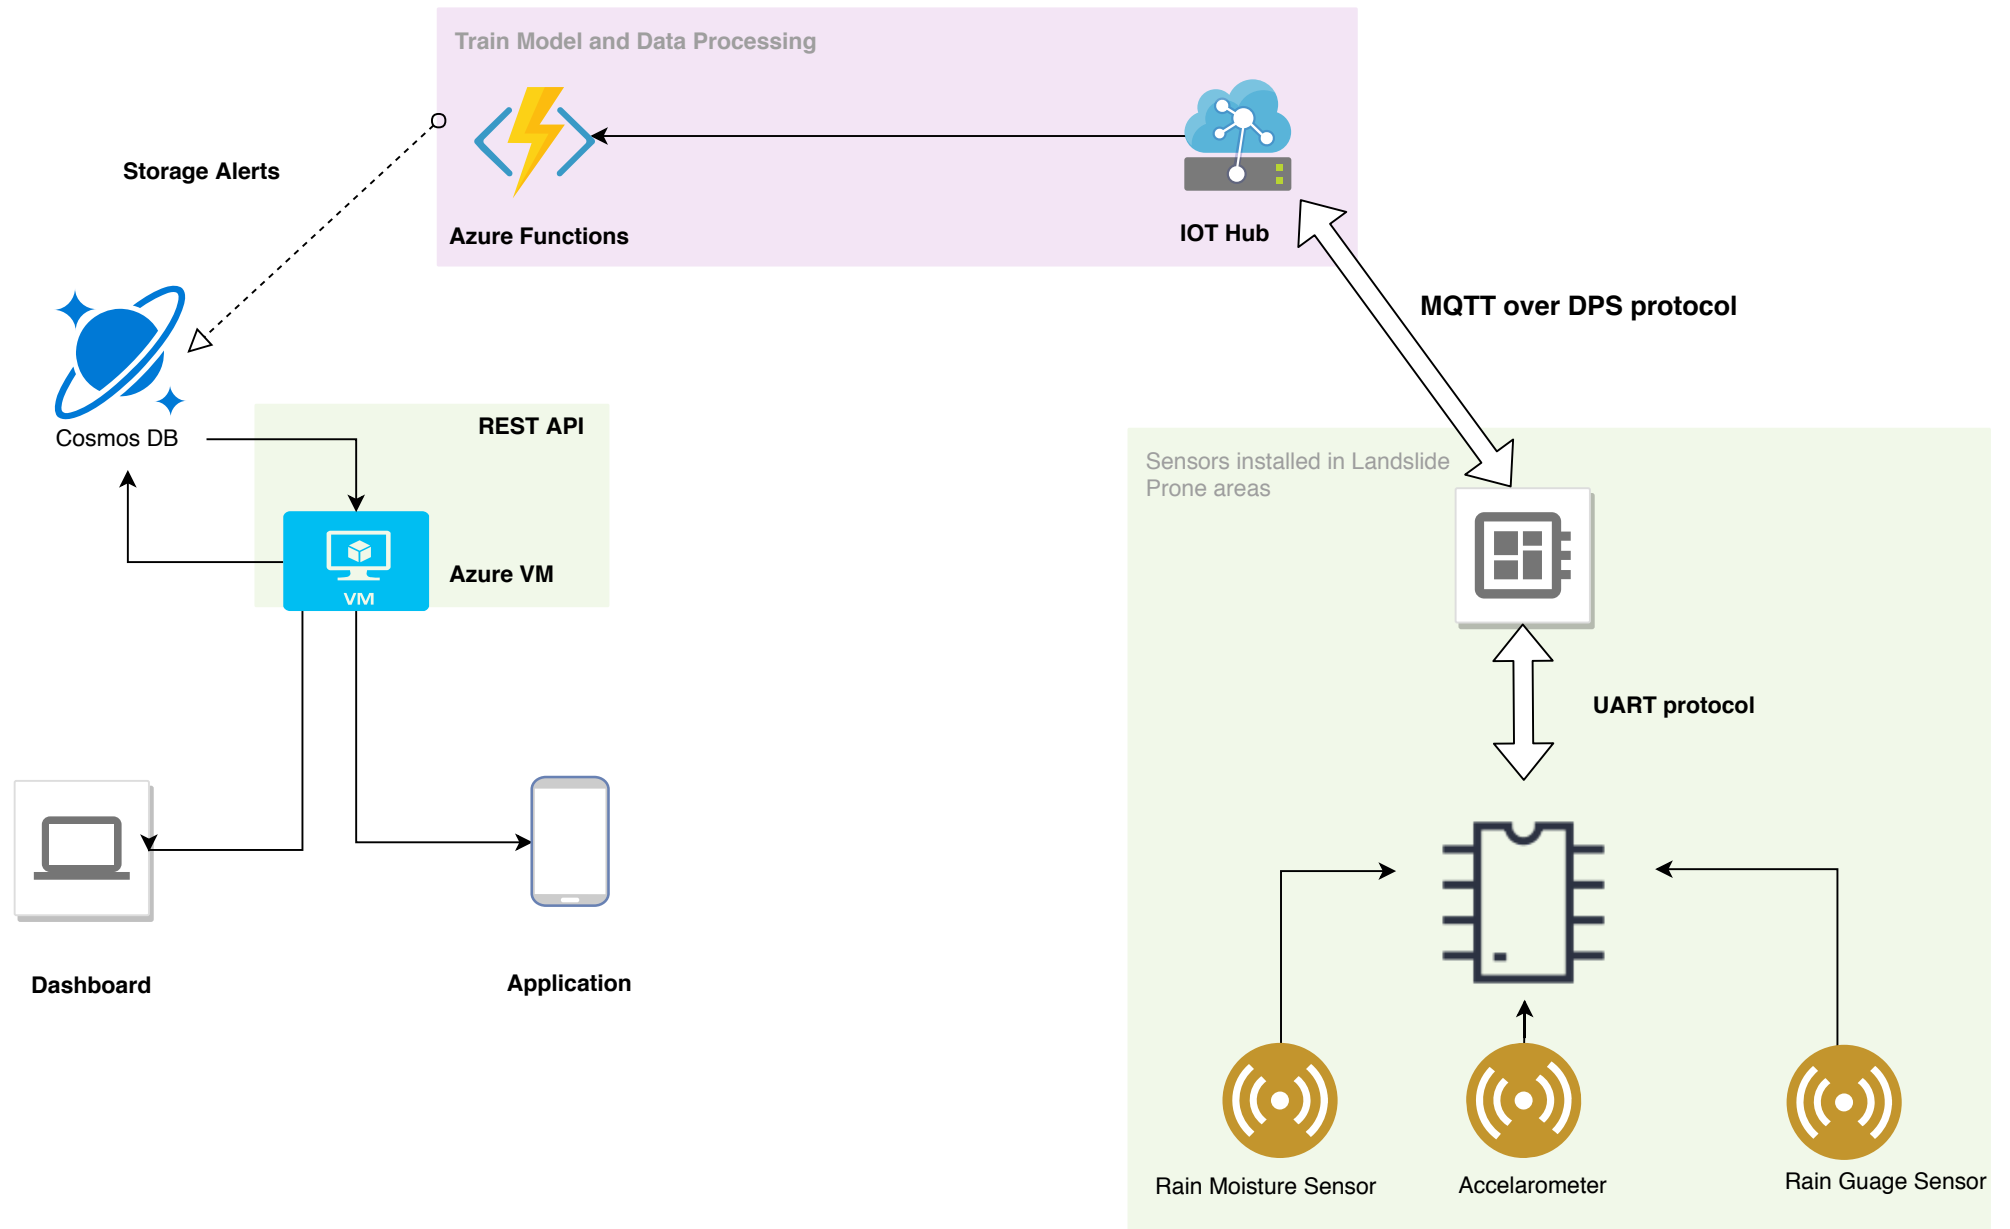 Train Model and Data Processing
Storage Alerts
Azure Functions
IOT Hub
MQTT over DPS protocol
Cosmos DB
REST API
Sensors installed in Landslide
Prone areas
Azure VM
VM
UART protocol
Dashboard
Application
Rain Moisture Sensor
Accelarometer
Rain Guage Sensor